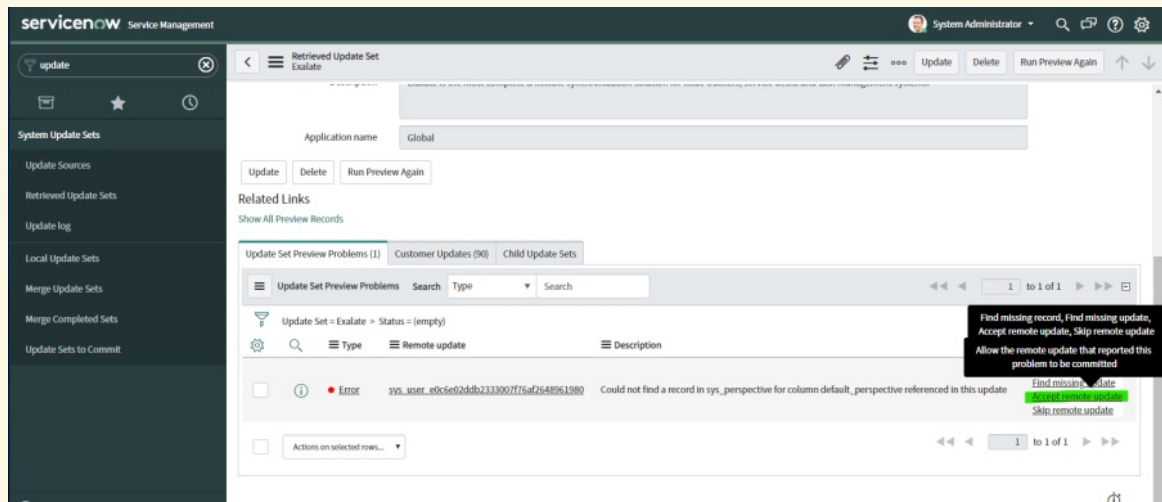 servicenow Service Management
System Administrator
update
Retrieved Update Set
Exalate
Update
Delete
Run Preview Again
System Update Sets
Update Sources
Retrieved Update Sets
Update log
Local Update Sets
Merge Update Sets
Merge Completed Sets
Update Sets to Commit
Application name
Global
Update
Delete
Run Preview Again
Related Links
Show All Preview Records
Update Set Preview Problems (1)
Customer Updates (90)
Child Update Sets
Update Set Preview Problems
Search
Type
Search
1 to 1 of 1
Update Set = Exalate > Status = (empty)
Find missing record, Find missing update,
Accept remote update, Skip remote update
Type
Remote update
Description
Allow the remote update that reported this
problem to be committed
Error
sys_user_e0c6e02ddb2333007f76af2648961980
Could not find a record in sys_perspective for column default_perspective referenced in this update
Find missing update
Accept remote update
Skip remote update
Actions on selected rows...
1 to 1 of 1